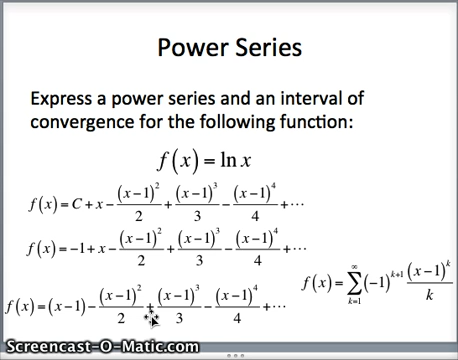 Power Series
Express a power series and an interval of
convergence for the following function:
f(x) = ln x
f(x) = C + x − (x−1)²/2 + (x−1)³/3 − (x−1)⁴/4 + ⋯
f(x) = −1 + x − (x−1)²/2 + (x−1)³/3 − (x−1)⁴/4 + ⋯
f(x) = (x−1) − (x−1)²/2 + (x−1)³/3 − (x−1)⁴/4 + ⋯
f(x) = ∑_{k=1}^{∞} (−1)^{k+1} (x−1)^k/k
Screencast-O-Matic.com